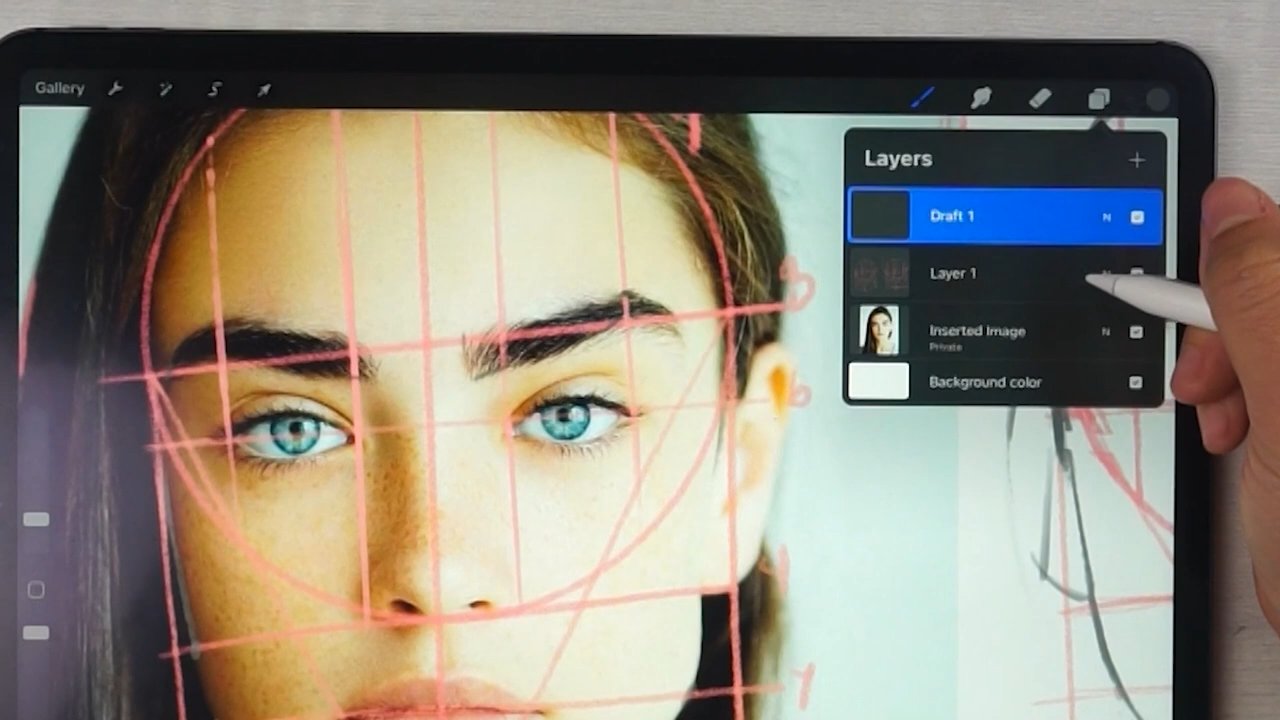 Gallery
Layers
Draft 1 N
Layer 1
Inserted Image N
Private
Background color